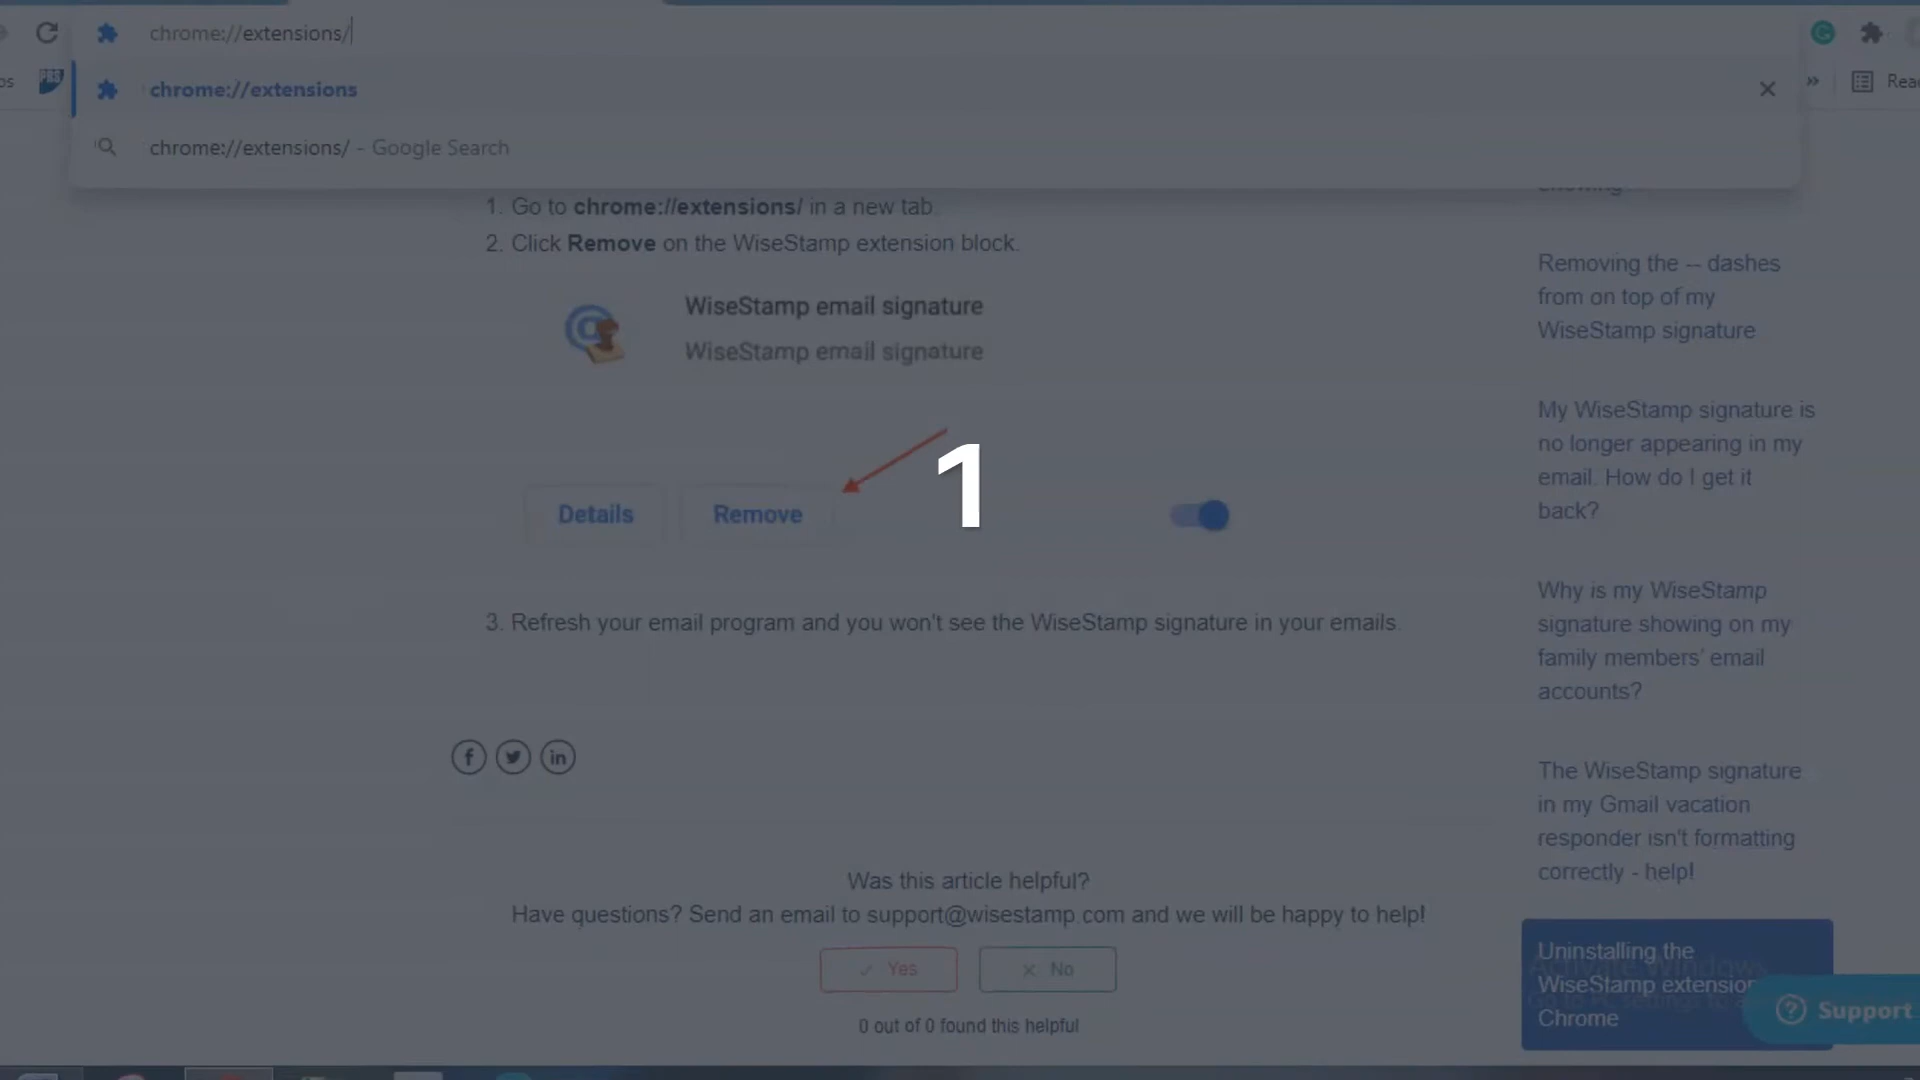 chrome://extensions/
PBS
chrome://extensions
chrome://extensions/ - Google Search
1. Go to chrome://extensions/ in a new tab.
2. Click Remove on the WiseStamp extension block.
WiseStamp email signature
WiseStamp email signature
1
Details
Remove
3. Refresh your email program and you won't see the WiseStamp signature in your emails.
f
in
Was this article helpful?
Have questions? Send an email to support@wisestamp.com and we will be happy to help!
Yes
No
0 out of 0 found this helpful
Removing the -- dashes
from on top of my
WiseStamp signature
My WiseStamp signature is
no longer appearing in my
email. How do I get it
back?
Why is my WiseStamp
signature showing on my
family members' email
accounts?
The WiseStamp signature
in my Gmail vacation
responder isn't formatting
correctly - help!
Uninstalling the
WiseStamp extension
Chrome
Activate Windows
Support